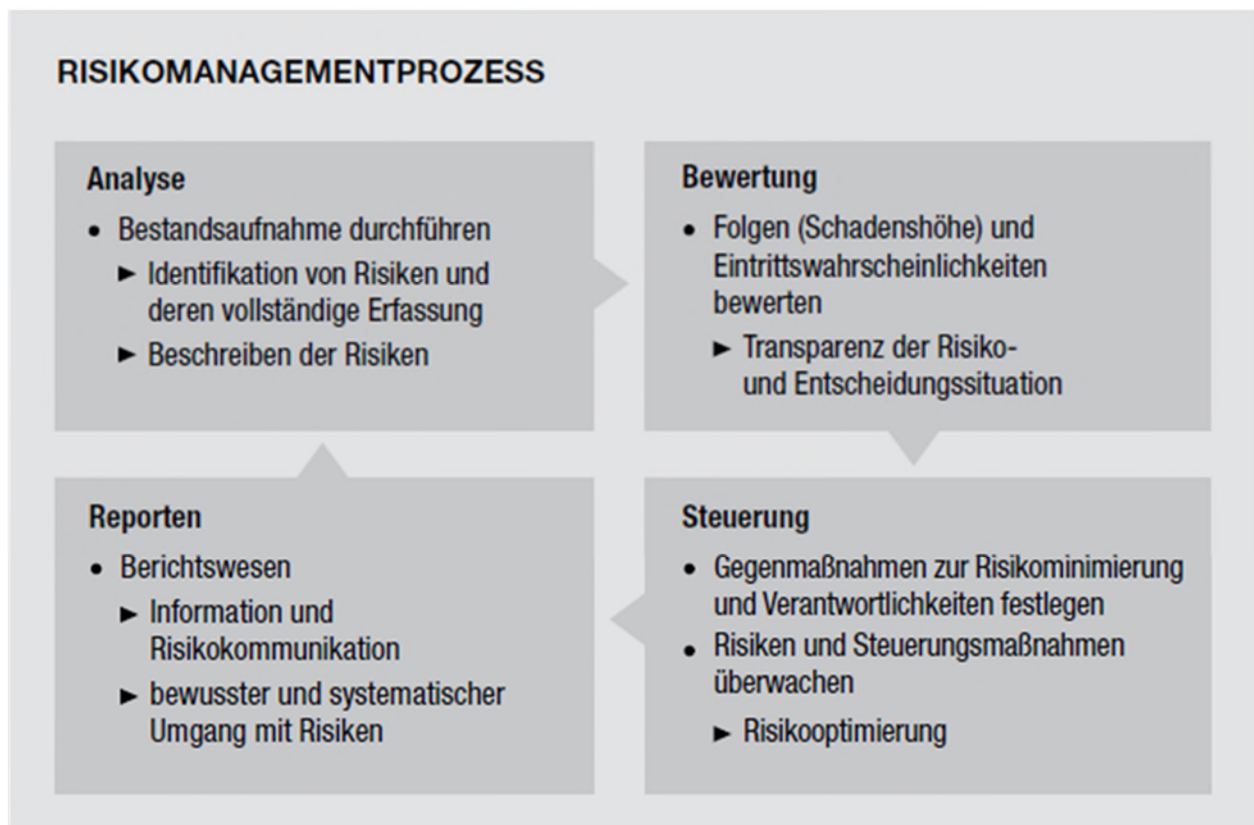 RISIKOMANAGEMENTPROZESS
Analyse
• Bestandsaufnahme durchführen
► Identifikation von Risiken und
deren vollständige Erfassung
► Beschreiben der Risiken
Bewertung
• Folgen (Schadenshöhe) und
Eintrittswahrscheinlichkeiten
bewerten
► Transparenz der Risiko-
und Entscheidungssituation
Reporten
• Berichtswesen
► Information und
Risikokommunikation
► bewusster und systematischer
Umgang mit Risiken
Steuerung
• Gegenmaßnahmen zur Risikominimierung
und Verantwortlichkeiten festlegen
• Risiken und Steuerungsmaßnahmen
überwachen
► Risikooptimierung